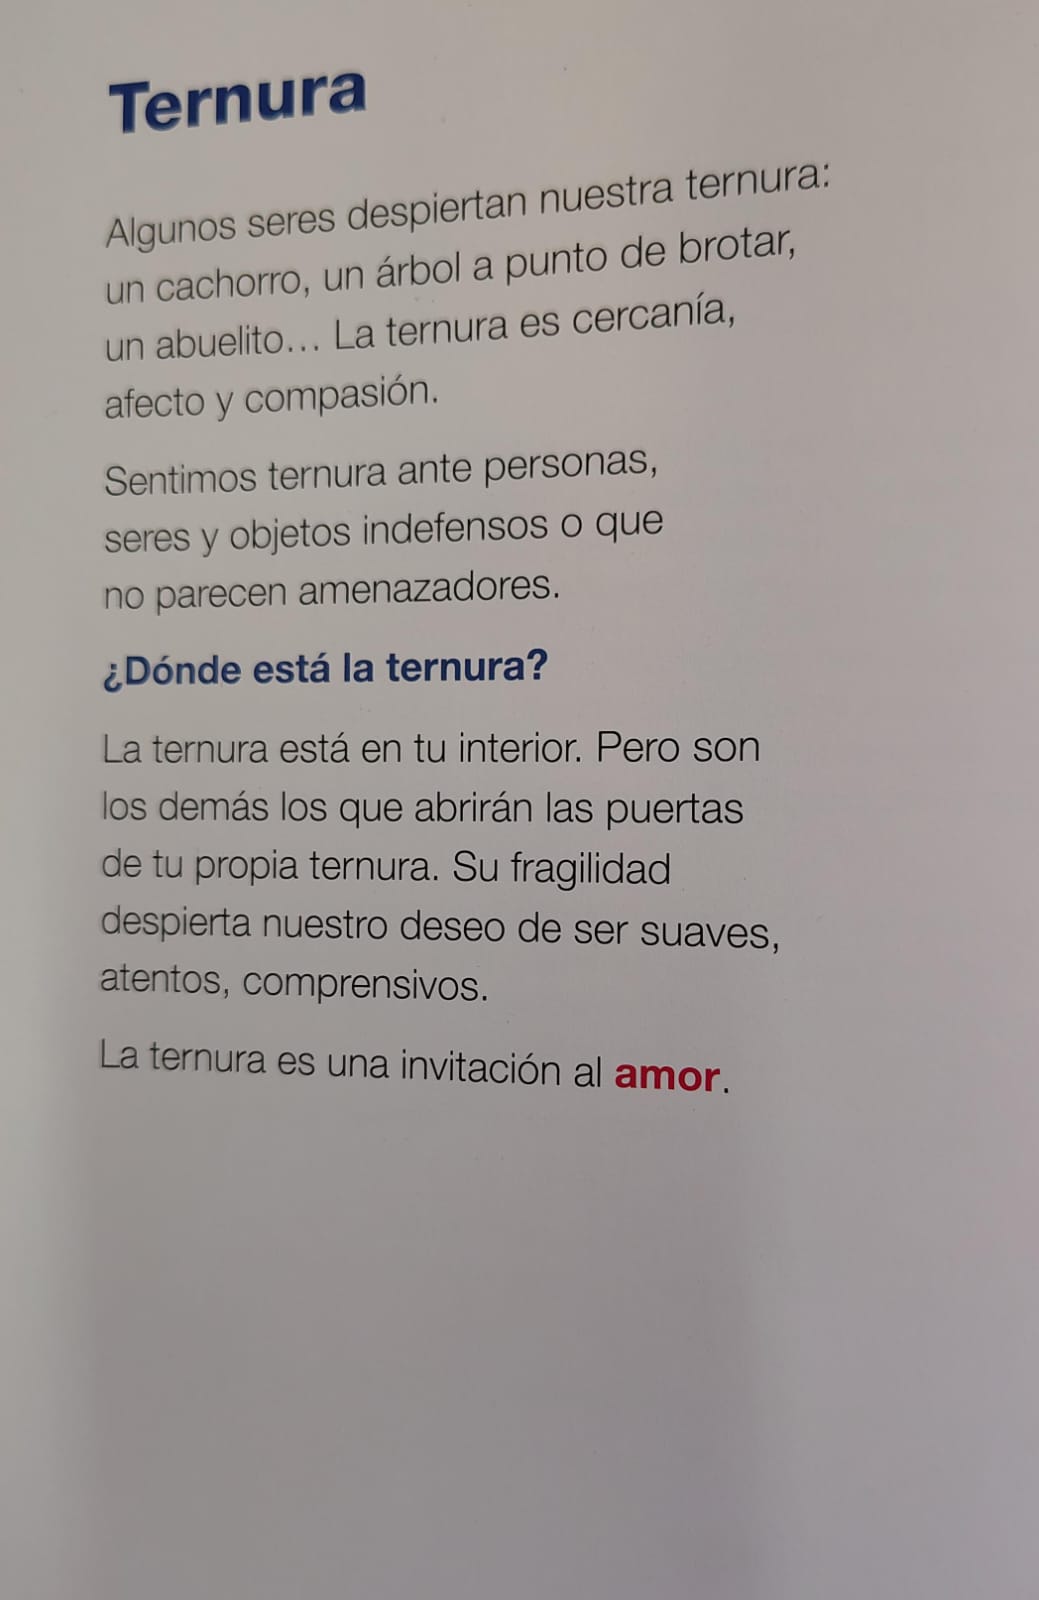 Ternura
Algunos seres despiertan nuestra ternura:
un cachorro, un árbol a punto de brotar,
un abuelito... La ternura es cercanía,
afecto y compasión.
Sentimos ternura ante personas,
seres y objetos indefensos o que
no parecen amenazadores.
¿Dónde está la ternura?
La ternura está en tu interior. Pero son
los demás los que abrirán las puertas
de tu propia ternura. Su fragilidad
despierta nuestro deseo de ser suaves,
atentos, comprensivos.
La ternura es una invitación al amor.